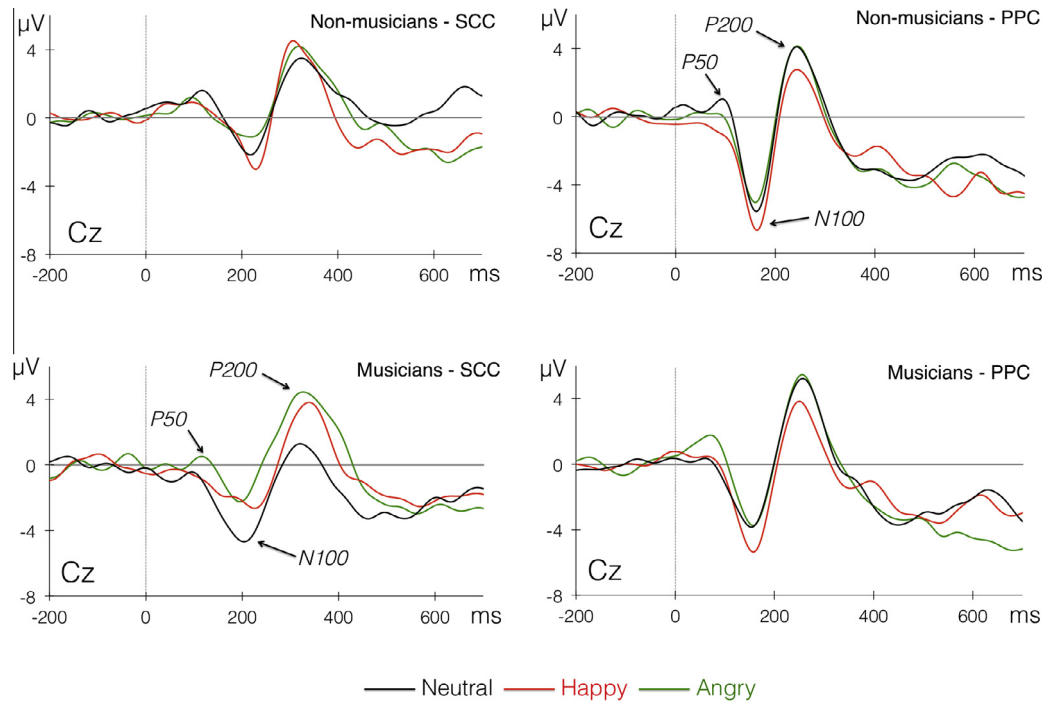 µV
Non-musicians - SCC
4
0
-4
-8
Cz
-200
0
200
400
600
ms
µV
Non-musicians - PPC
P200
P50
4
0
-4
-8
N100
Cz
-200
0
200
400
600
ms
µV
Musicians - SCC
P200
P50
4
0
-4
-8
N100
Cz
-200
0
200
400
600
ms
µV
Musicians - PPC
4
0
-4
-8
Cz
-200
0
200
400
600
ms
Neutral Happy Angry